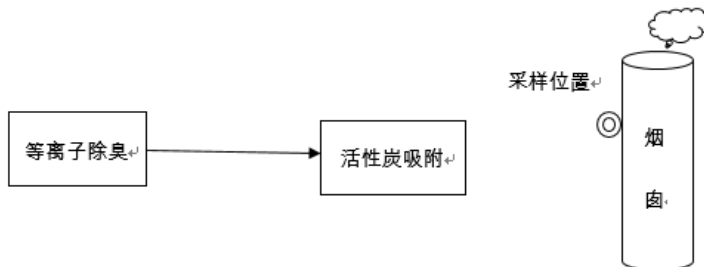 等离子除臭
活性炭吸附
采样位置
烟
囱